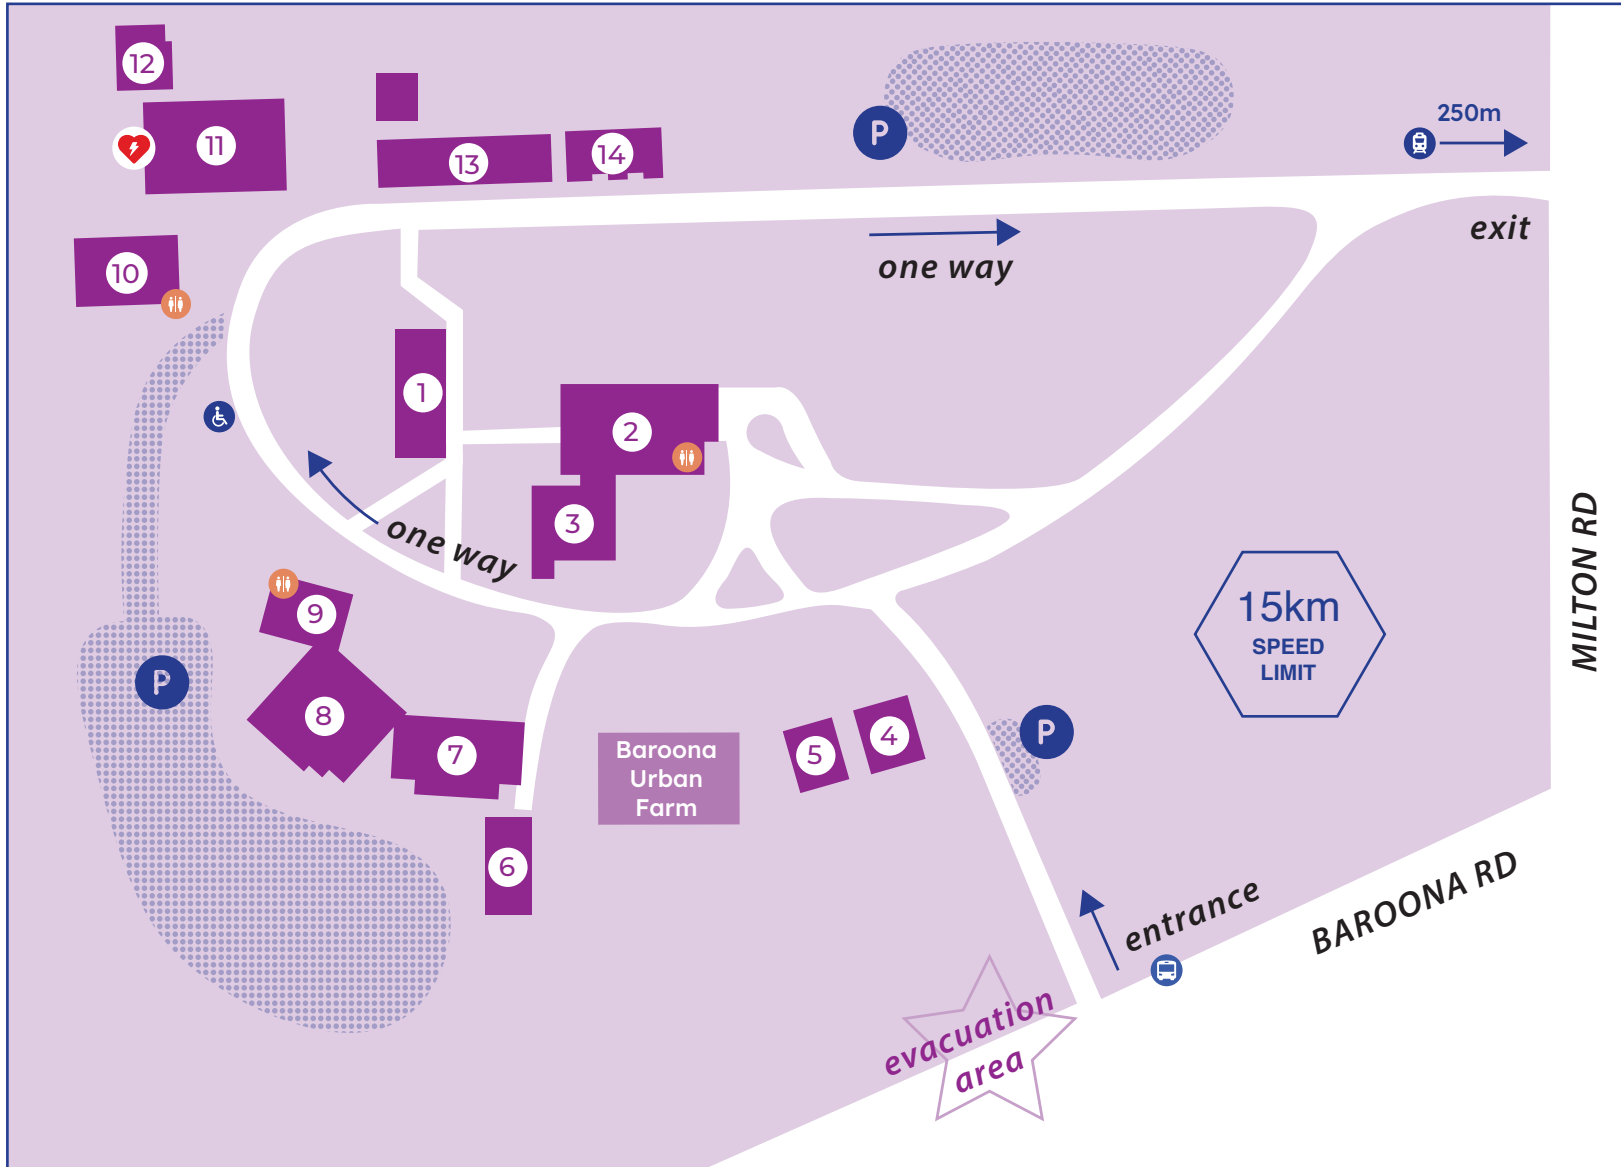 12
11
13
14
P
250m
exit
one way
10
1
2
3
one way
9
P
8
7
6
Baroona
Urban
Farm
5
4
P
15km
SPEED
LIMIT
MILTON RD
entrance
BAROONA RD
evacuation
area